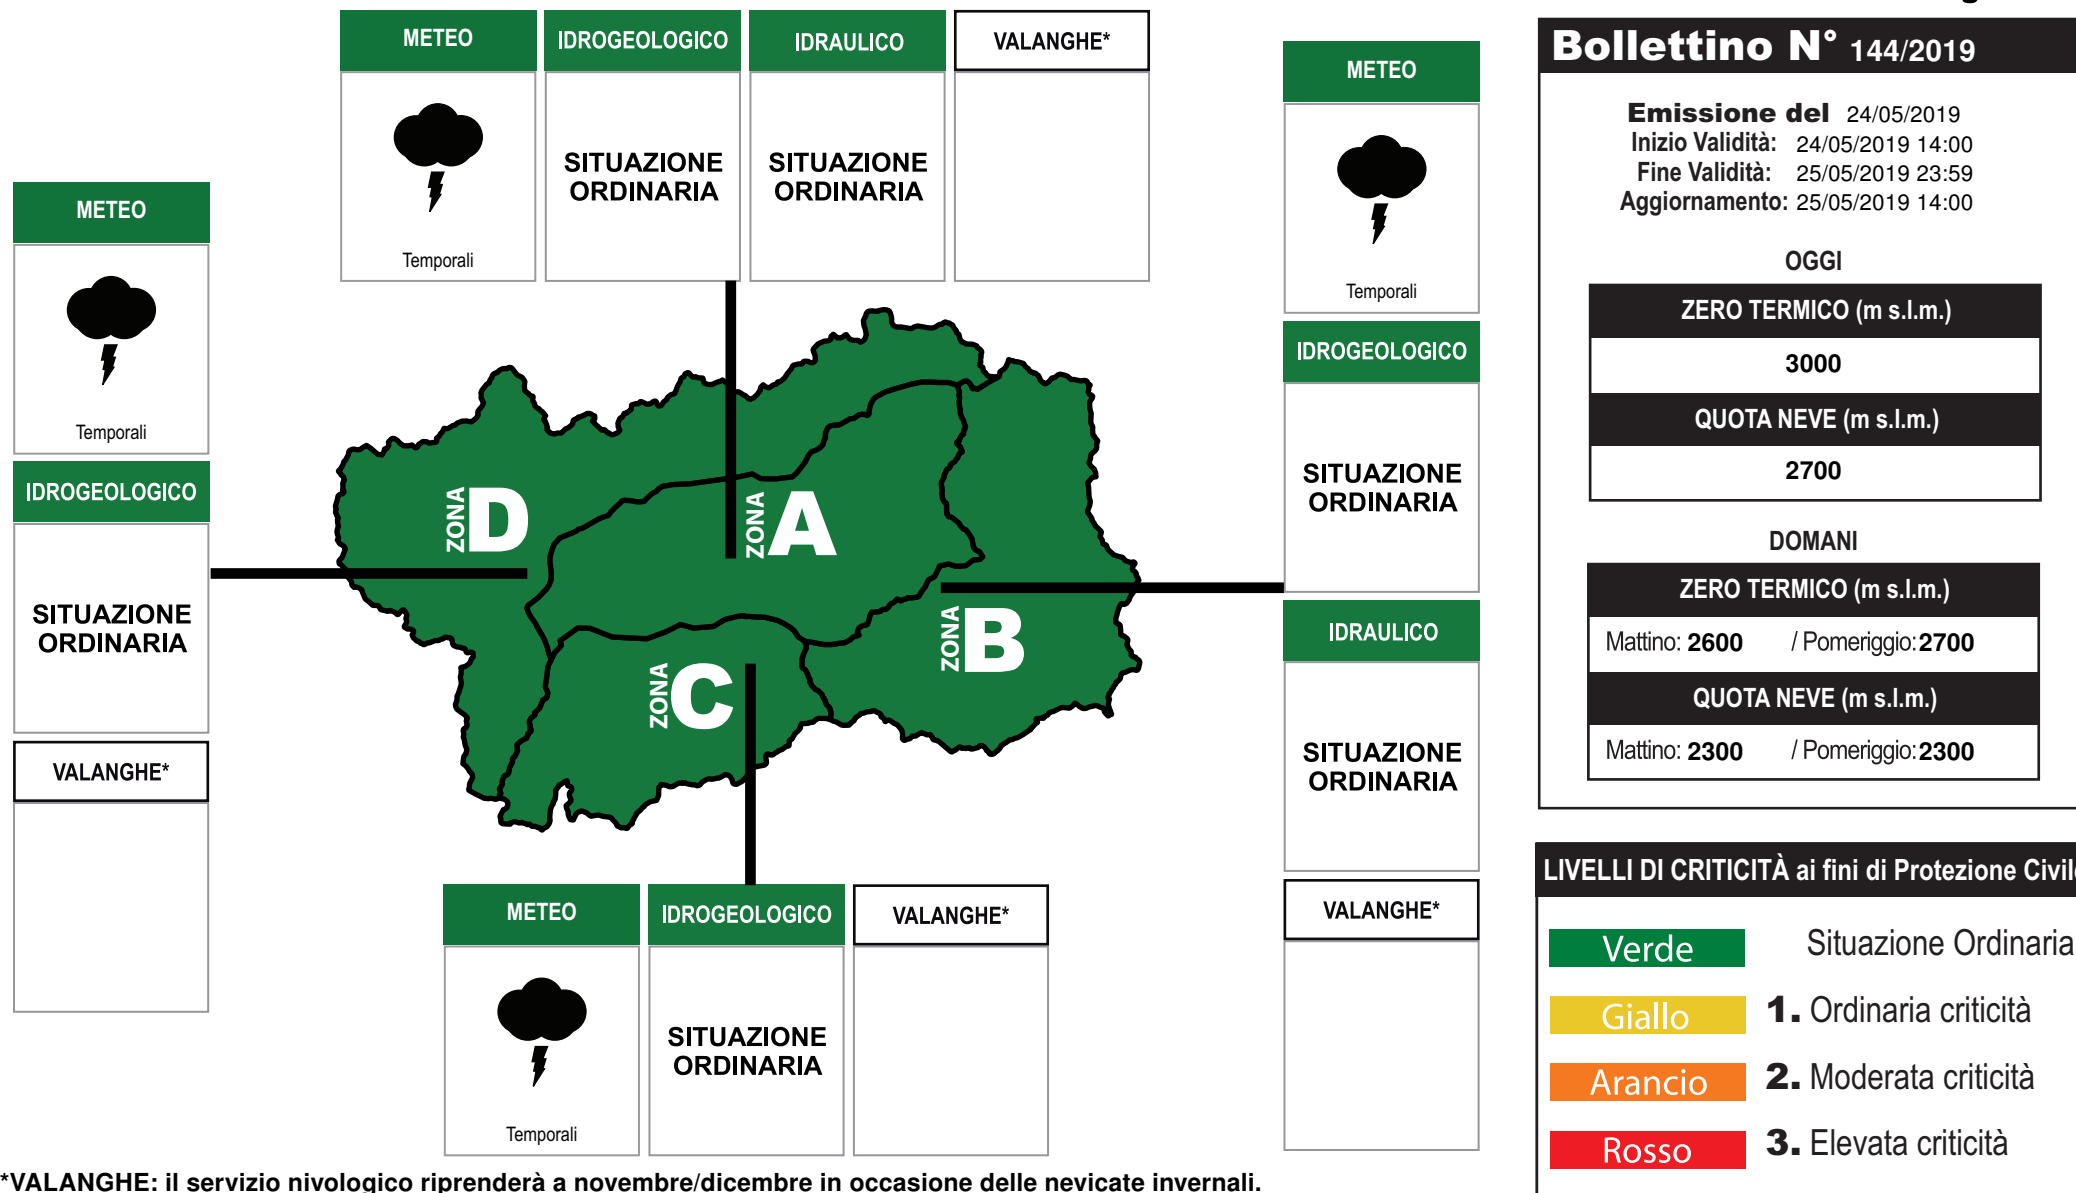 METEO
IDROGEOLOGICO
IDRAULICO
VALANGHE*
SITUAZIONE
ORDINARIA
SITUAZIONE
ORDINARIA
Temporali
METEO
Temporali
IDROGEOLOGICO
SITUAZIONE
ORDINARIA
VALANGHE*
ZONA D
ZONA A
ZONA B
ZONA C
METEO
Temporali
IDROGEOLOGICO
SITUAZIONE
ORDINARIA
IDRAULICO
SITUAZIONE
ORDINARIA
VALANGHE*
METEO
IDROGEOLOGICO
VALANGHE*
SITUAZIONE
ORDINARIA
Temporali
*VALANGHE: il servizio nivologico riprenderà a novembre/dicembre in occasione delle nevicate invernali.
Bollettino N° 144/2019
Emissione del 24/05/2019
Inizio Validità: 24/05/2019 14:00
Fine Validità: 25/05/2019 23:59
Aggiornamento: 25/05/2019 14:00
OGGI
ZERO TERMICO (m s.l.m.)
3000
QUOTA NEVE (m s.l.m.)
2700
DOMANI
ZERO TERMICO (m s.l.m.)
Mattino: 2600 / Pomeriggio: 2700
QUOTA NEVE (m s.l.m.)
Mattino: 2300 / Pomeriggio: 2300
LIVELLI DI CRITICITÀ ai fini di Protezione Civile
Verde Situazione Ordinaria
Giallo 1. Ordinaria criticità
Arancio 2. Moderata criticità
Rosso 3. Elevata criticità